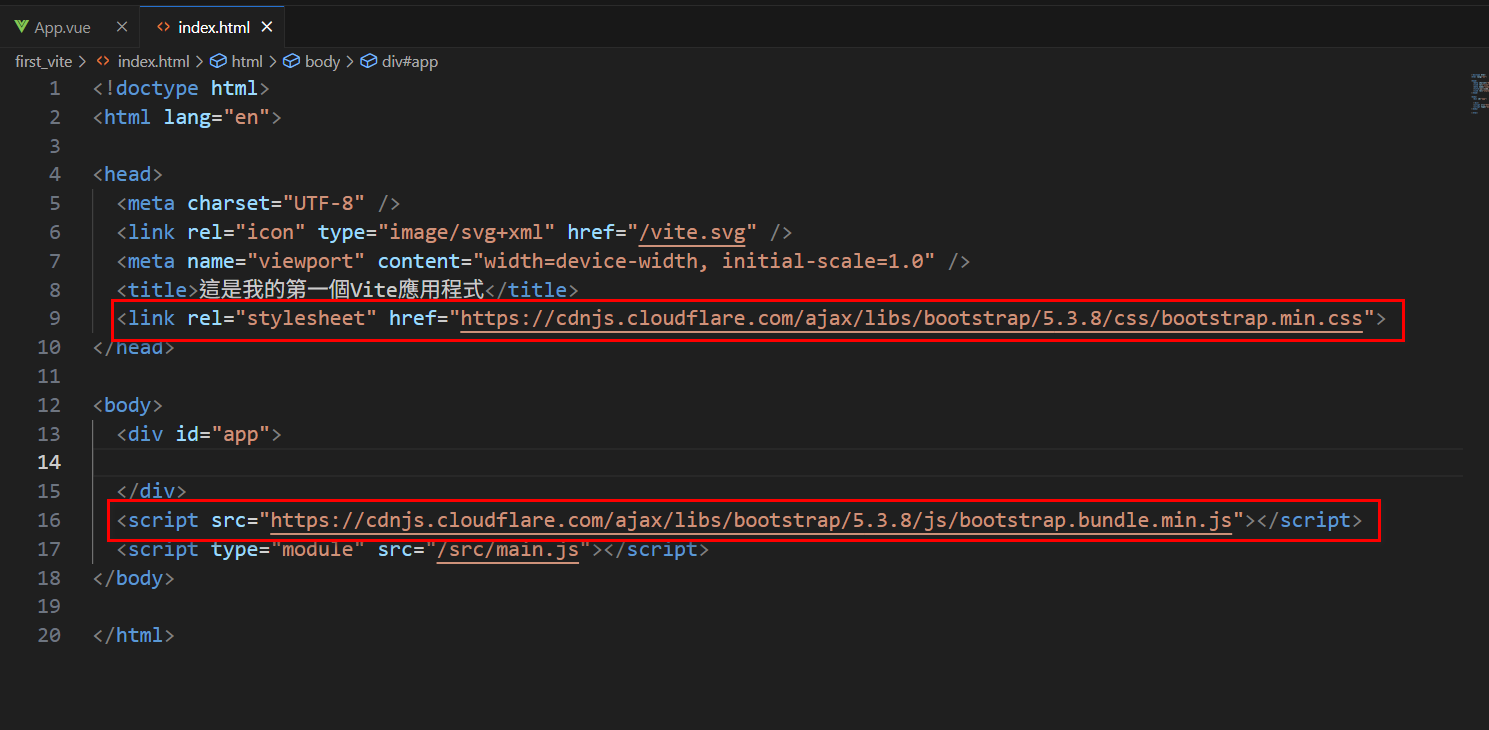 App.vue × index.html ×
first_vite > index.html > html > body > div#app
1 <!doctype html>
2 <html lang="en">
3
4 <head>
5 <meta charset="UTF-8" />
6 <link rel="icon" type="image/svg+xml" href="/vite.svg" />
7 <meta name="viewport" content="width=device-width, initial-scale=1.0" />
8 <title>這是我的第一個Vite應用程式</title>
9 <link rel="stylesheet" href="https://cdnjs.cloudflare.com/ajax/libs/bootstrap/5.3.8/css/bootstrap.min.css">
10 </head>
11
12 <body>
13 <div id="app">
14
15 </div>
16 <script src="https://cdnjs.cloudflare.com/ajax/libs/bootstrap/5.3.8/js/bootstrap.bundle.min.js"></script>
17 <script type="module" src="/src/main.js"></script>
18 </body>
19
20 </html>